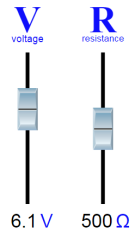 V R
voltage resistance
6.1 V 500 Ω